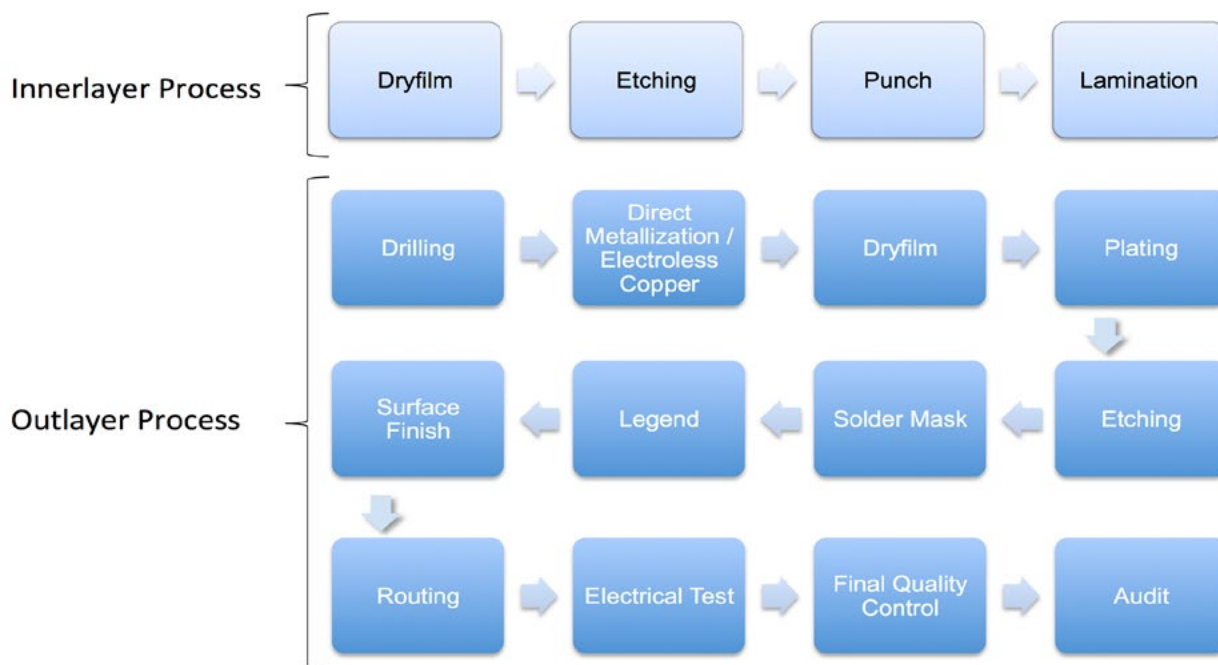 Innerlayer Process
Dryfilm
Etching
Punch
Lamination
Outlayer Process
Drilling
Direct
Metallization /
Electroless
Copper
Dryfilm
Plating
Surface
Finish
Legend
Solder Mask
Etching
Routing
Electrical Test
Final Quality
Control
Audit